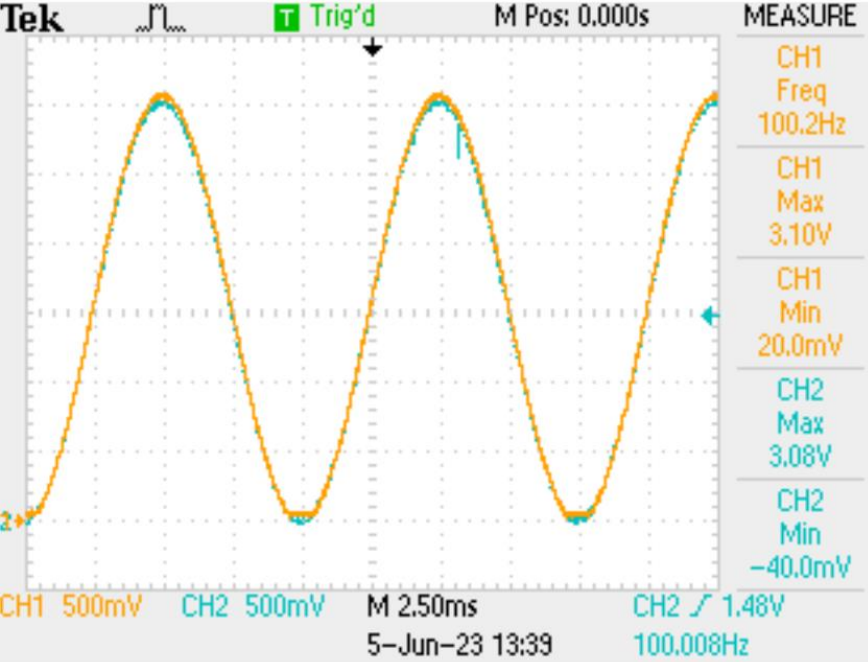 Tek T Trig'd M Pos: 0.000s MEASURE
CH1
Freq
100.2Hz
CH1
Max
3.10V
CH1
Min
20.0mV
CH2
Max
3.08V
CH2
Min
-40.0mV
2
CH1 500mV CH2 500mV M 2.50ms CH2 1.48V
5-Jun-23 13:39 100.008Hz